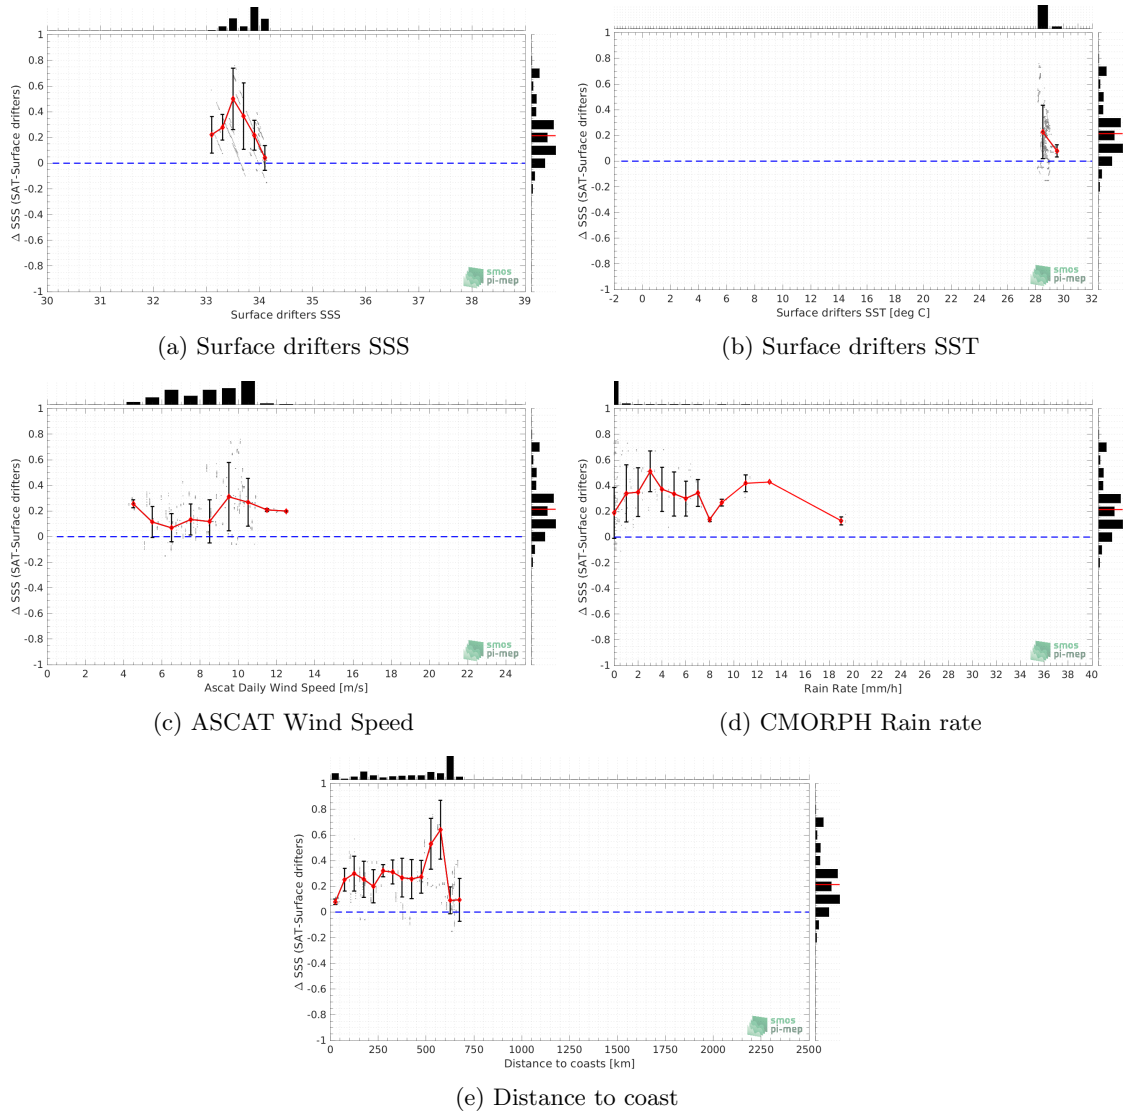 1
0.8
0.6
0.4
0.2
0
-0.2
-0.4
-0.6
-0.8
-1
Δ SSS (SAT-Surface drifters)
30 31 32 33 34 35 36 37 38 39
Surface drifters SSS
smos
pi-mep
(a) Surface drifters SSS
1
0.8
0.6
0.4
0.2
0
-0.2
-0.4
-0.6
-0.8
-1
Δ SSS (SAT-Surface drifters)
-2 0 2 4 6 8 10 12 14 16 18 20 22 24 26 28 30 32
Surface drifters SST [deg C]
smos
pi-mep
(b) Surface drifters SST
1
0.8
0.6
0.4
0.2
0
-0.2
-0.4
-0.6
-0.8
-1
Δ SSS (SAT-Surface drifters)
0 2 4 6 8 10 12 14 16 18 20 22 24
Ascat Daily Wind Speed [m/s]
smos
pi-mep
(c) ASCAT Wind Speed
1
0.8
0.6
0.4
0.2
0
-0.2
-0.4
-0.6
-0.8
-1
Δ SSS (SAT-Surface drifters)
0 2 4 6 8 10 12 14 16 18 20 22 24 26 28 30 32 34 36 38 40
Rain Rate [mm/h]
smos
pi-mep
(d) CMORPH Rain rate
1
0.8
0.6
0.4
0.2
0
-0.2
-0.4
-0.6
-0.8
-1
Δ SSS (SAT-Surface drifters)
0 250 500 750 1000 1250 1500 1750 2000 2250 2500
Distance to coasts [km]
smos
pi-mep
(e) Distance to coast